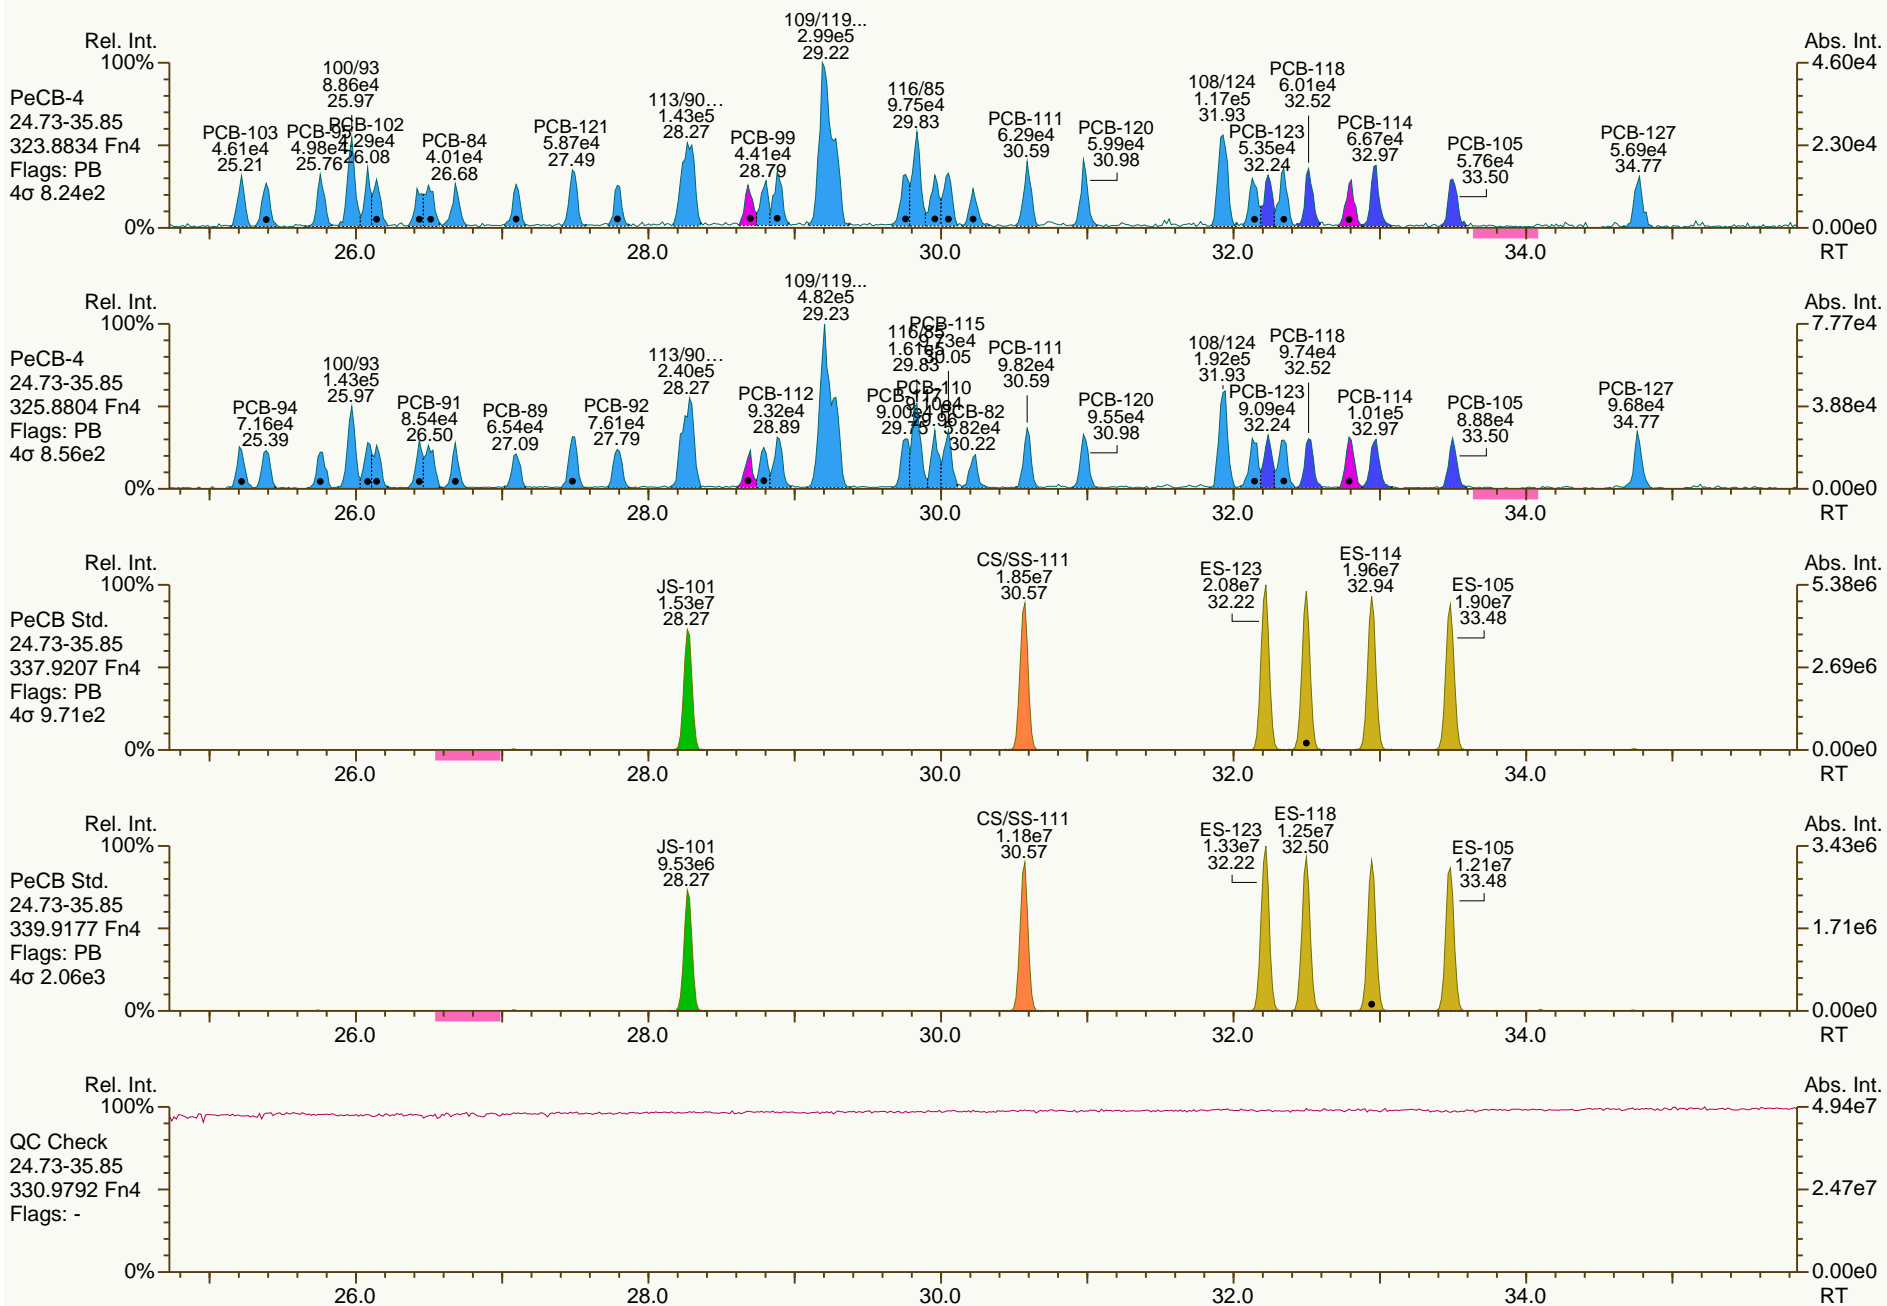 Rel. Int.
100%
0%
PeCB-4
24.73-35.85
323.8834 Fn4
Flags: PB
4σ 8.24e2
PCB-103
4.61e4
25.21
4.98e4
25.76
100/93
8.86e4
25.97
PCB-102
26.08
PCB-84
4.01e4
26.68
PCB-121
5.87e4
27.49
113/90...
1.43e5
28.27
PCB-99
4.41e4
28.79
109/119...
2.99e5
29.22
116/85
9.75e4
29.83
PCB-111
6.29e4
30.59
PCB-120
5.99e4
30.98
108/124
1.17e5
31.93
PCB-123
5.35e4
32.24
PCB-118
6.01e4
32.52
PCB-114
6.67e4
32.97
PCB-105
5.76e4
33.50
PCB-127
5.69e4
34.77
Abs. Int.
4.60e4
2.30e4
0.00e0
26.0 28.0 30.0 32.0 34.0 RT
Rel. Int.
100%
0%
PeCB-4
24.73-35.85
325.8804 Fn4
Flags: PB
4σ 8.56e2
PCB-94
7.16e4
25.39
100/93
1.43e5
25.97
PCB-91
8.54e4
26.50
PCB-89
6.54e4
27.09
PCB-92
7.61e4
27.79
113/90...
2.40e5
28.27
PCB-112
9.32e4
28.89
109/119...
4.82e5
29.23
116/85
1.61e5
29.83
PCB-115
9.73e4
30.05
PCB-110
30.22
PCB-111
9.82e4
30.59
PCB-120
9.55e4
30.98
108/124
1.92e5
31.93
PCB-123
9.09e4
32.24
PCB-118
9.74e4
32.52
PCB-114
1.01e5
32.97
PCB-105
8.88e4
33.50
PCB-127
9.68e4
34.77
Abs. Int.
7.77e4
3.88e4
0.00e0
26.0 28.0 30.0 32.0 34.0 RT
Rel. Int.
100%
0%
PeCB Std.
24.73-35.85
337.9207 Fn4
Flags: PB
4σ 9.71e2
JS-101
1.53e7
28.27
CS/SS-111
1.85e7
30.57
ES-123
2.08e7
32.22
ES-114
1.96e7
32.94
ES-105
1.90e7
33.48
Abs. Int.
5.38e6
2.69e6
0.00e0
26.0 28.0 30.0 32.0 34.0 RT
Rel. Int.
100%
0%
PeCB Std.
24.73-35.85
339.9177 Fn4
Flags: PB
4σ 2.06e3
JS-101
9.53e6
28.27
CS/SS-111
1.18e7
30.57
ES-123
1.33e7
32.22
ES-118
1.25e7
32.50
ES-105
1.21e7
33.48
Abs. Int.
3.43e6
1.71e6
0.00e0
26.0 28.0 30.0 32.0 34.0 RT
Rel. Int.
100%
0%
QC Check
24.73-35.85
330.9792 Fn4
Flags: -
Abs. Int.
4.94e7
2.47e7
0.00e0
26.0 28.0 30.0 32.0 34.0 RT